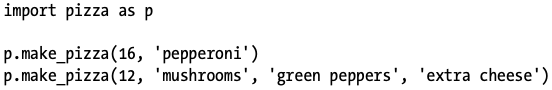 import pizza as p

p.make_pizza(16, 'pepperoni')
p.make_pizza(12, 'mushrooms', 'green peppers', 'extra cheese')